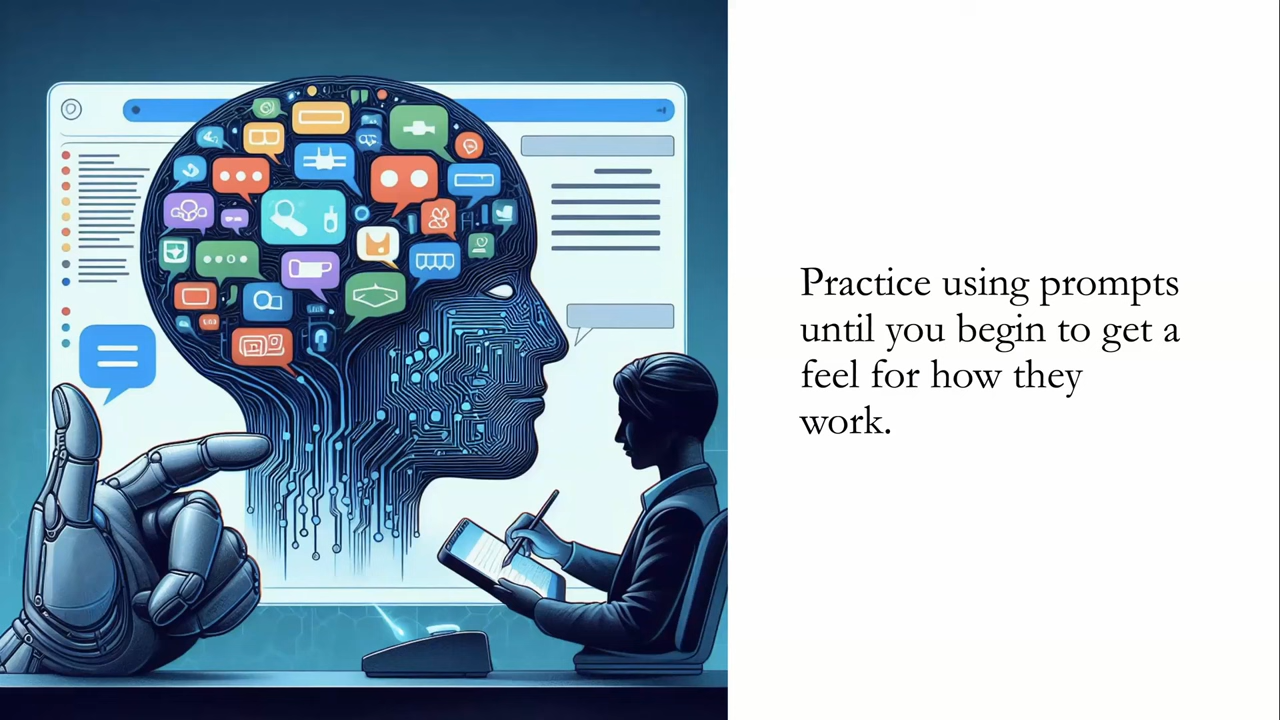 Practice using prompts
until you begin to get a
feel for how they
work.